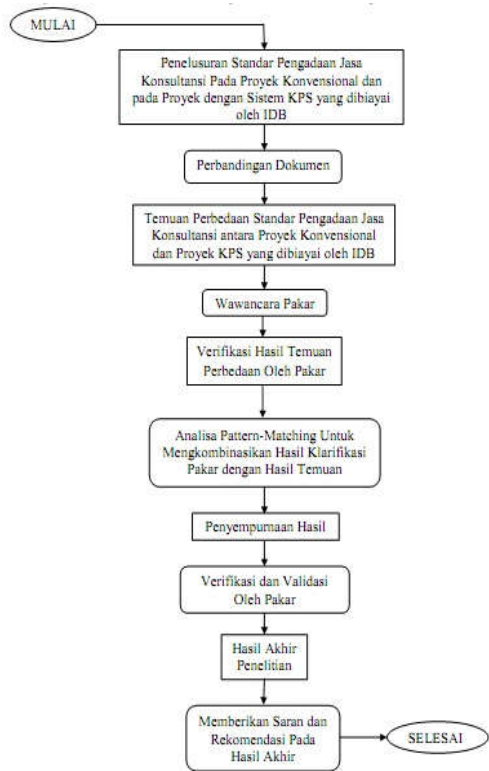 MULAI
Penelusuran Standar Pengadaan Jasa
Konsultansi Pada Proyek Konvensional dan
pada Proyek dengan Sistem KPS yang dibiayai
oleh IDB
Perbandingan Dokumen
Temuan Perbedaan Standar Pengadaan Jasa
Konsultansi antara Proyek Konvensional
dan Proyek KPS yang dibiayai oleh IDB
Wawancara Pakar
Verifikasi Hasil Temuan
Perbedaan Oleh Pakar
Analisa Pattern-Matching Untuk
Mengkombinasikan Hasil Klarifikasi
Pakar dengan Hasil Temuan
Penyempurnaan Hasil
Verifikasi dan Validasi
Oleh Pakar
Hasil Akhir
Penelitian
Memberikan Saran dan
Rekomendasi Pada
Hasil Akhir
SELESAI